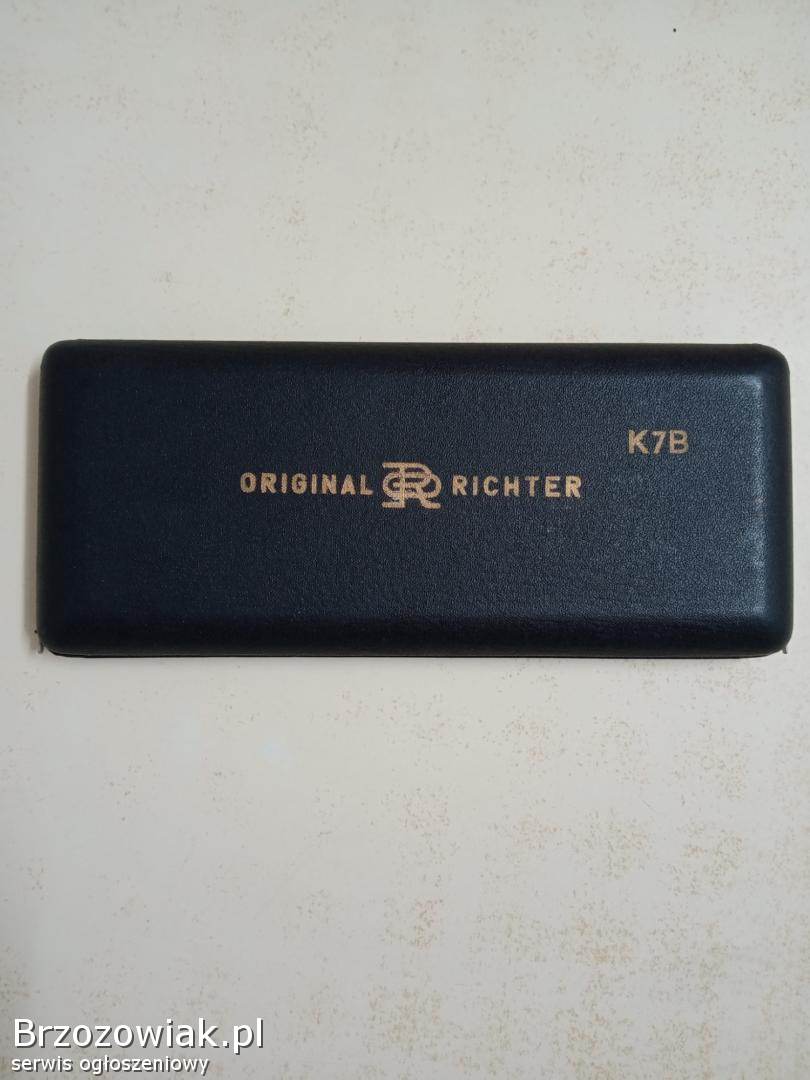 K7B
ORIGINAL RICHTER
Brzozowiak.pl
serwis ogłoszeniowy